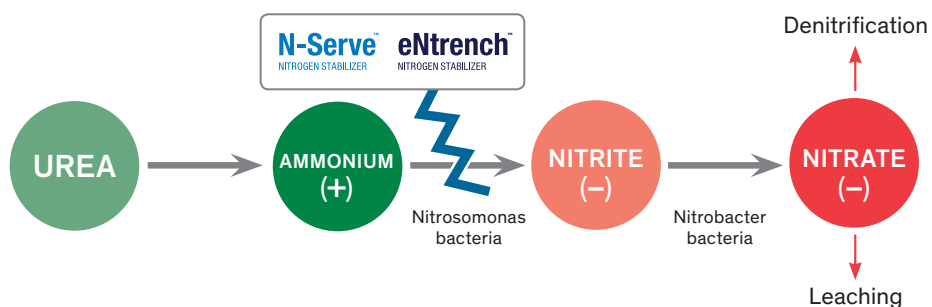 N-Serve™ eNtrench™
NITROGEN STABILIZER NITROGEN STABILIZER
Denitrification
UREA
AMMONIUM
(+)
NITRITE
(–)
NITRATE
(–)
Nitrosomonas
bacteria
Nitrobacter
bacteria
Leaching